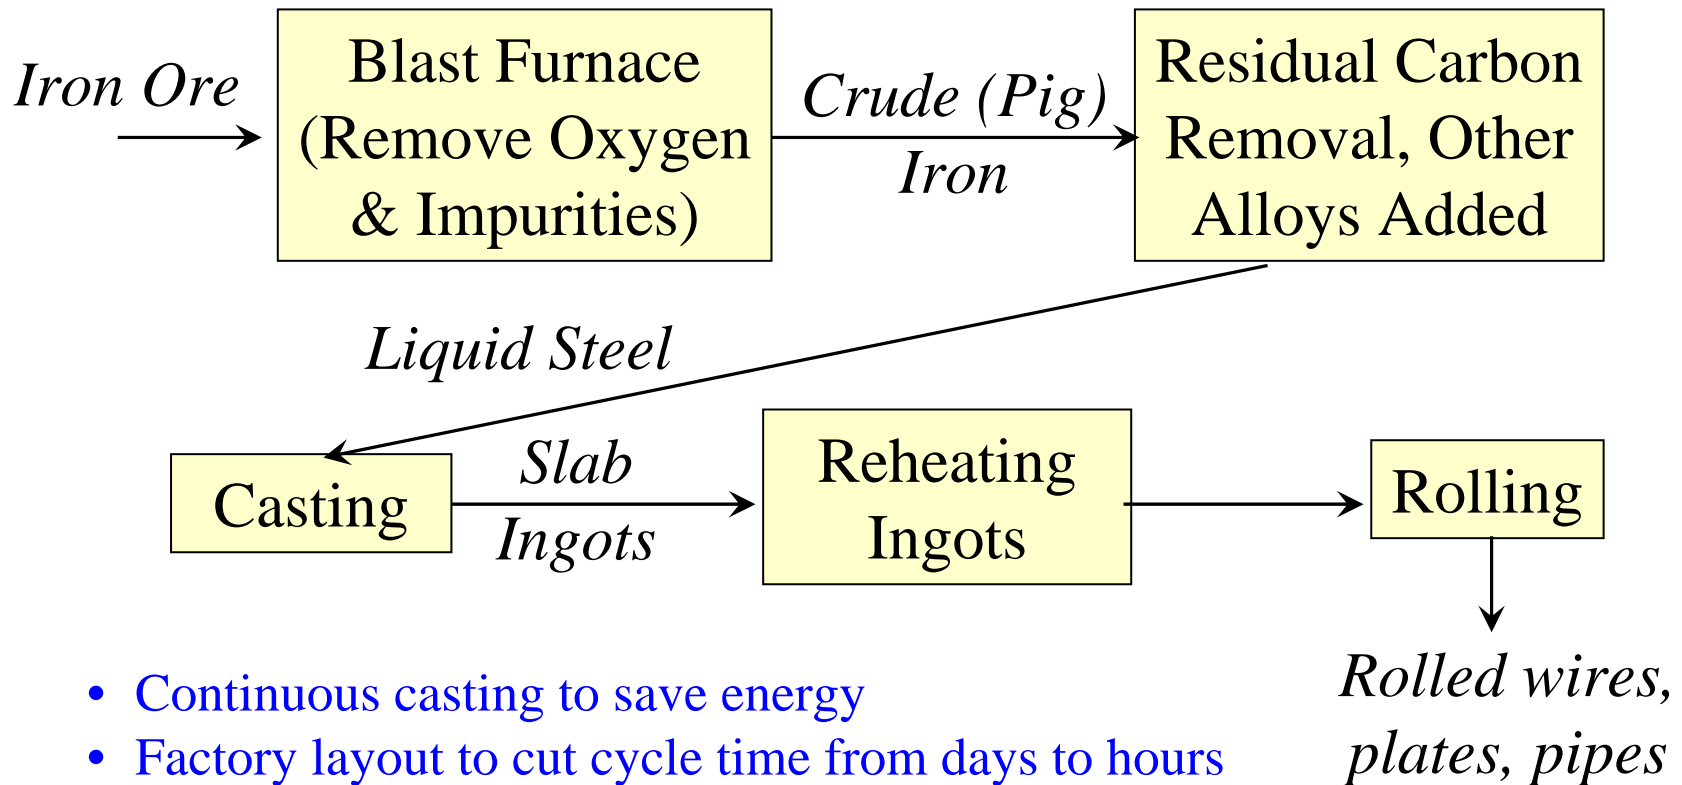 Iron Ore
Blast Furnace
(Remove Oxygen
& Impurities)
Crude (Pig)
Iron
Residual Carbon
Removal, Other
Alloys Added
Liquid Steel
Casting
Slab
Ingots
Reheating
Ingots
Rolling
Rolled wires,
plates, pipes
• Continuous casting to save energy
• Factory layout to cut cycle time from days to hours